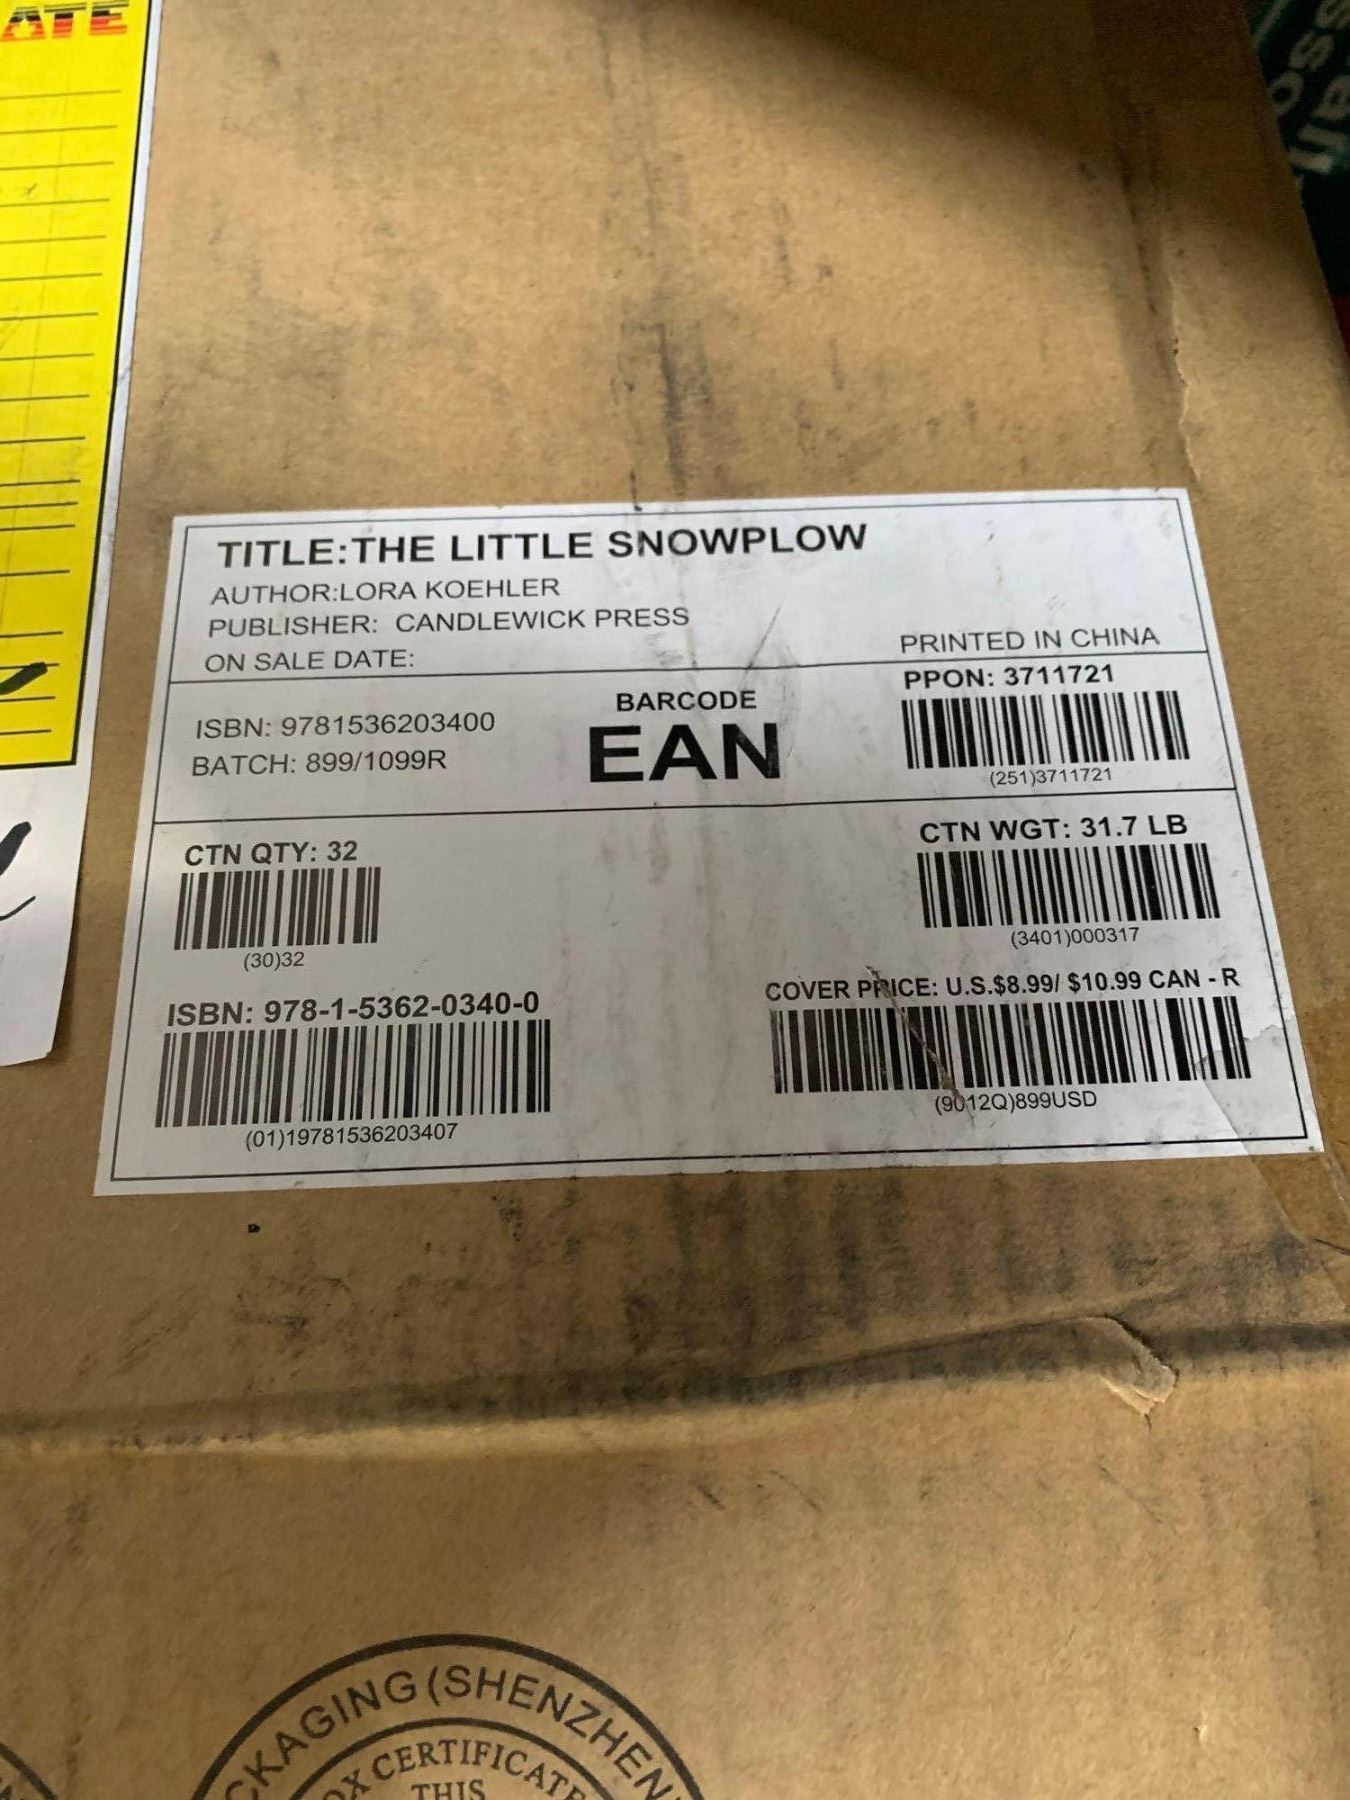 ATE
TITLE:THE LITTLE SNOWPLOW
AUTHOR:LORA KOEHLER
PUBLISHER: CANDLEWICK PRESS
ON SALE DATE:
PRINTED IN CHINA
ISBN: 9781536203400
BATCH: 899/1099R
BARCODE
EAN
PPON: 3711721
(251)3711721
CTN QTY: 32
(30)32
CTN WGT: 31.7 LB
(3401)000317
ISBN: 978-1-5362-0340-0
(01)19781536203407
COVER PRICE: U.S.$8.99/ $10.99 CAN - R
(9012Q)899USD
CKAGING (SHENZHEN
OX CERTIFICATE
THIS